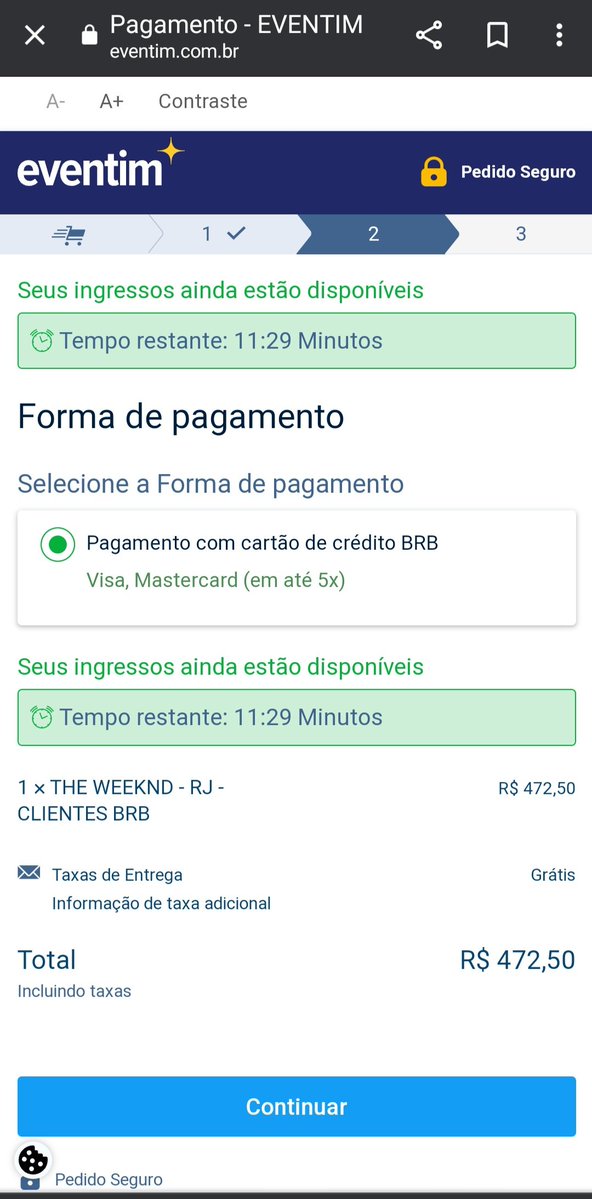 Pagamento - EVENTIM
eventim.com.br
A- A+ Contraste
eventim
Pedido Seguro
1 2 3
Seus ingressos ainda estão disponíveis
Tempo restante: 11:29 Minutos
Forma de pagamento
Selecione a Forma de pagamento
Pagamento com cartão de crédito BRB
Visa, Mastercard (em até 5x)
Seus ingressos ainda estão disponíveis
Tempo restante: 11:29 Minutos
1 × THE WEEKND - RJ - R$ 472,50
CLIENTES BRB
Taxas de Entrega Grátis
Informação de taxa adicional
Total R$ 472,50
Incluindo taxas
Continuar
Pedido Seguro